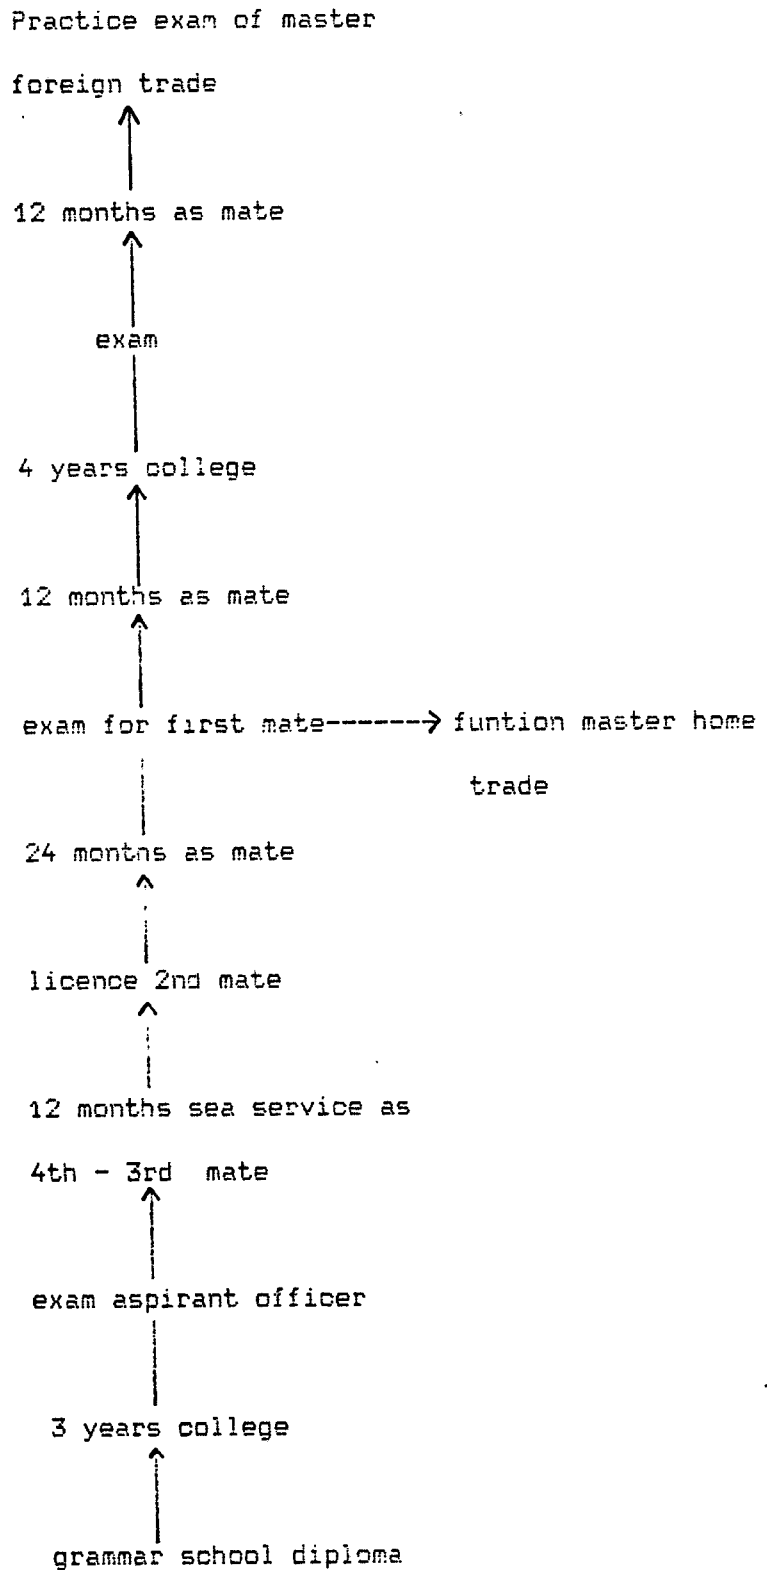 Practice exam of master
foreign trade
12 months as mate
exam
4 years college
12 months as mate
exam for first mate-------> funtion master home
trade
24 months as mate
licence 2nd mate
12 months sea service as
4th - 3rd mate
exam aspirant officer
3 years college
grammar school diploma